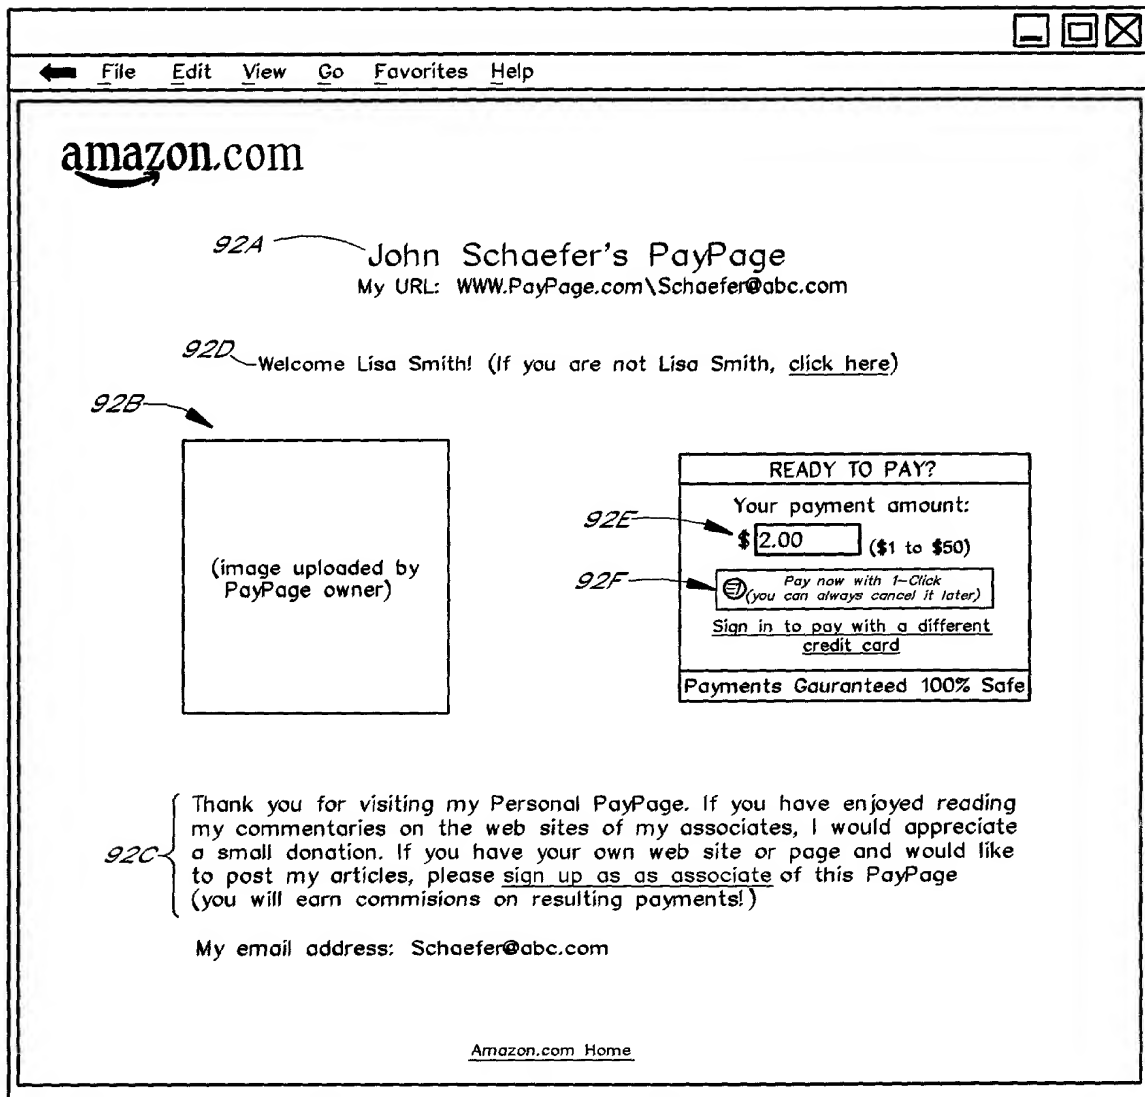 File Edit View Go Favorites Help
amazon.com
92A
John Schaefer's PayPage
My URL: WWW.PayPage.com\Schaefer@abc.com
92D
Welcome Lisa Smith! (If you are not Lisa Smith, click here)
92B
(image uploaded by
PayPage owner)
READY TO PAY?
Your payment amount:
92E
$ 2.00 ($1 to $50)
92F
Pay now with 1-Click
(you can always cancel it later)
Sign in to pay with a different
credit card
Payments Gauranteed 100% Safe
92C
Thank you for visiting my Personal PayPage. If you have enjoyed reading
my commentaries on the web sites of my associates, I would appreciate
a small donation. If you have your own web site or page and would like
to post my articles, please sign up as as associate of this PayPage
(you will earn commisions on resulting payments!)
My email address: Schaefer@abc.com
Amazon.com Home